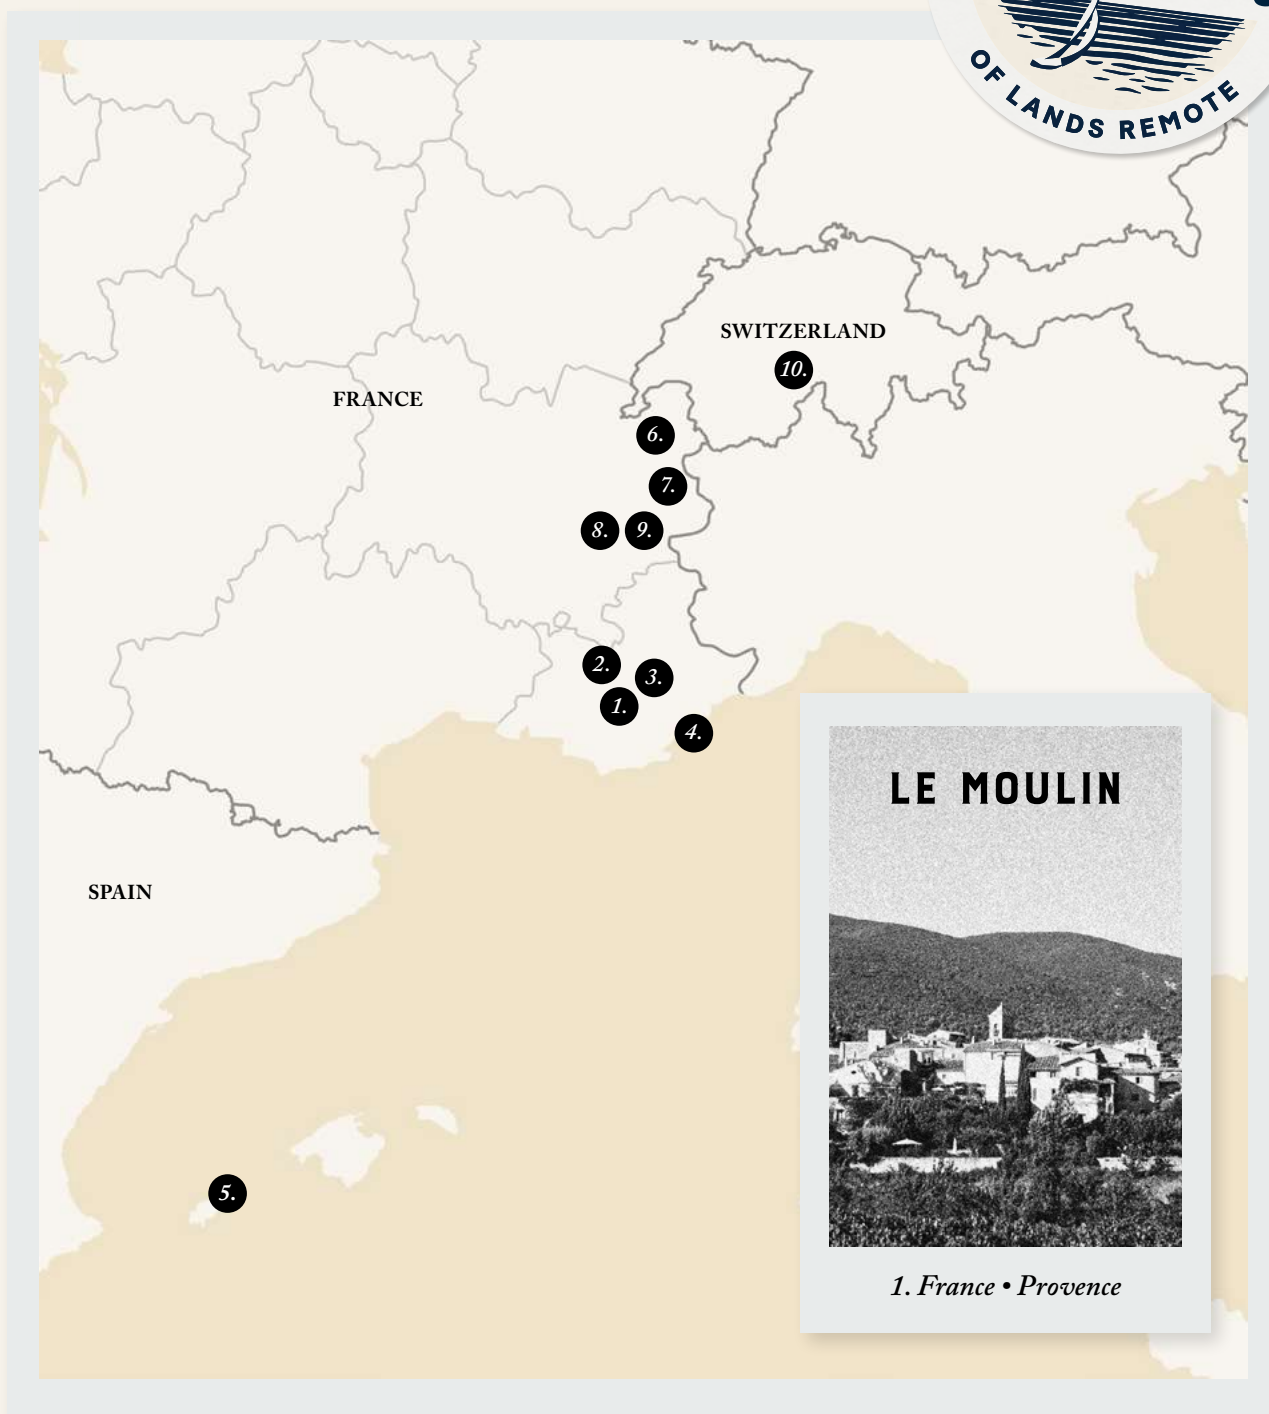 OF LANDS REMOTE
SWITZERLAND
10.
FRANCE
6.
7.
8.
9.
2.
3.
1.
4.
LE MOULIN
SPAIN
5.
1. France • Provence